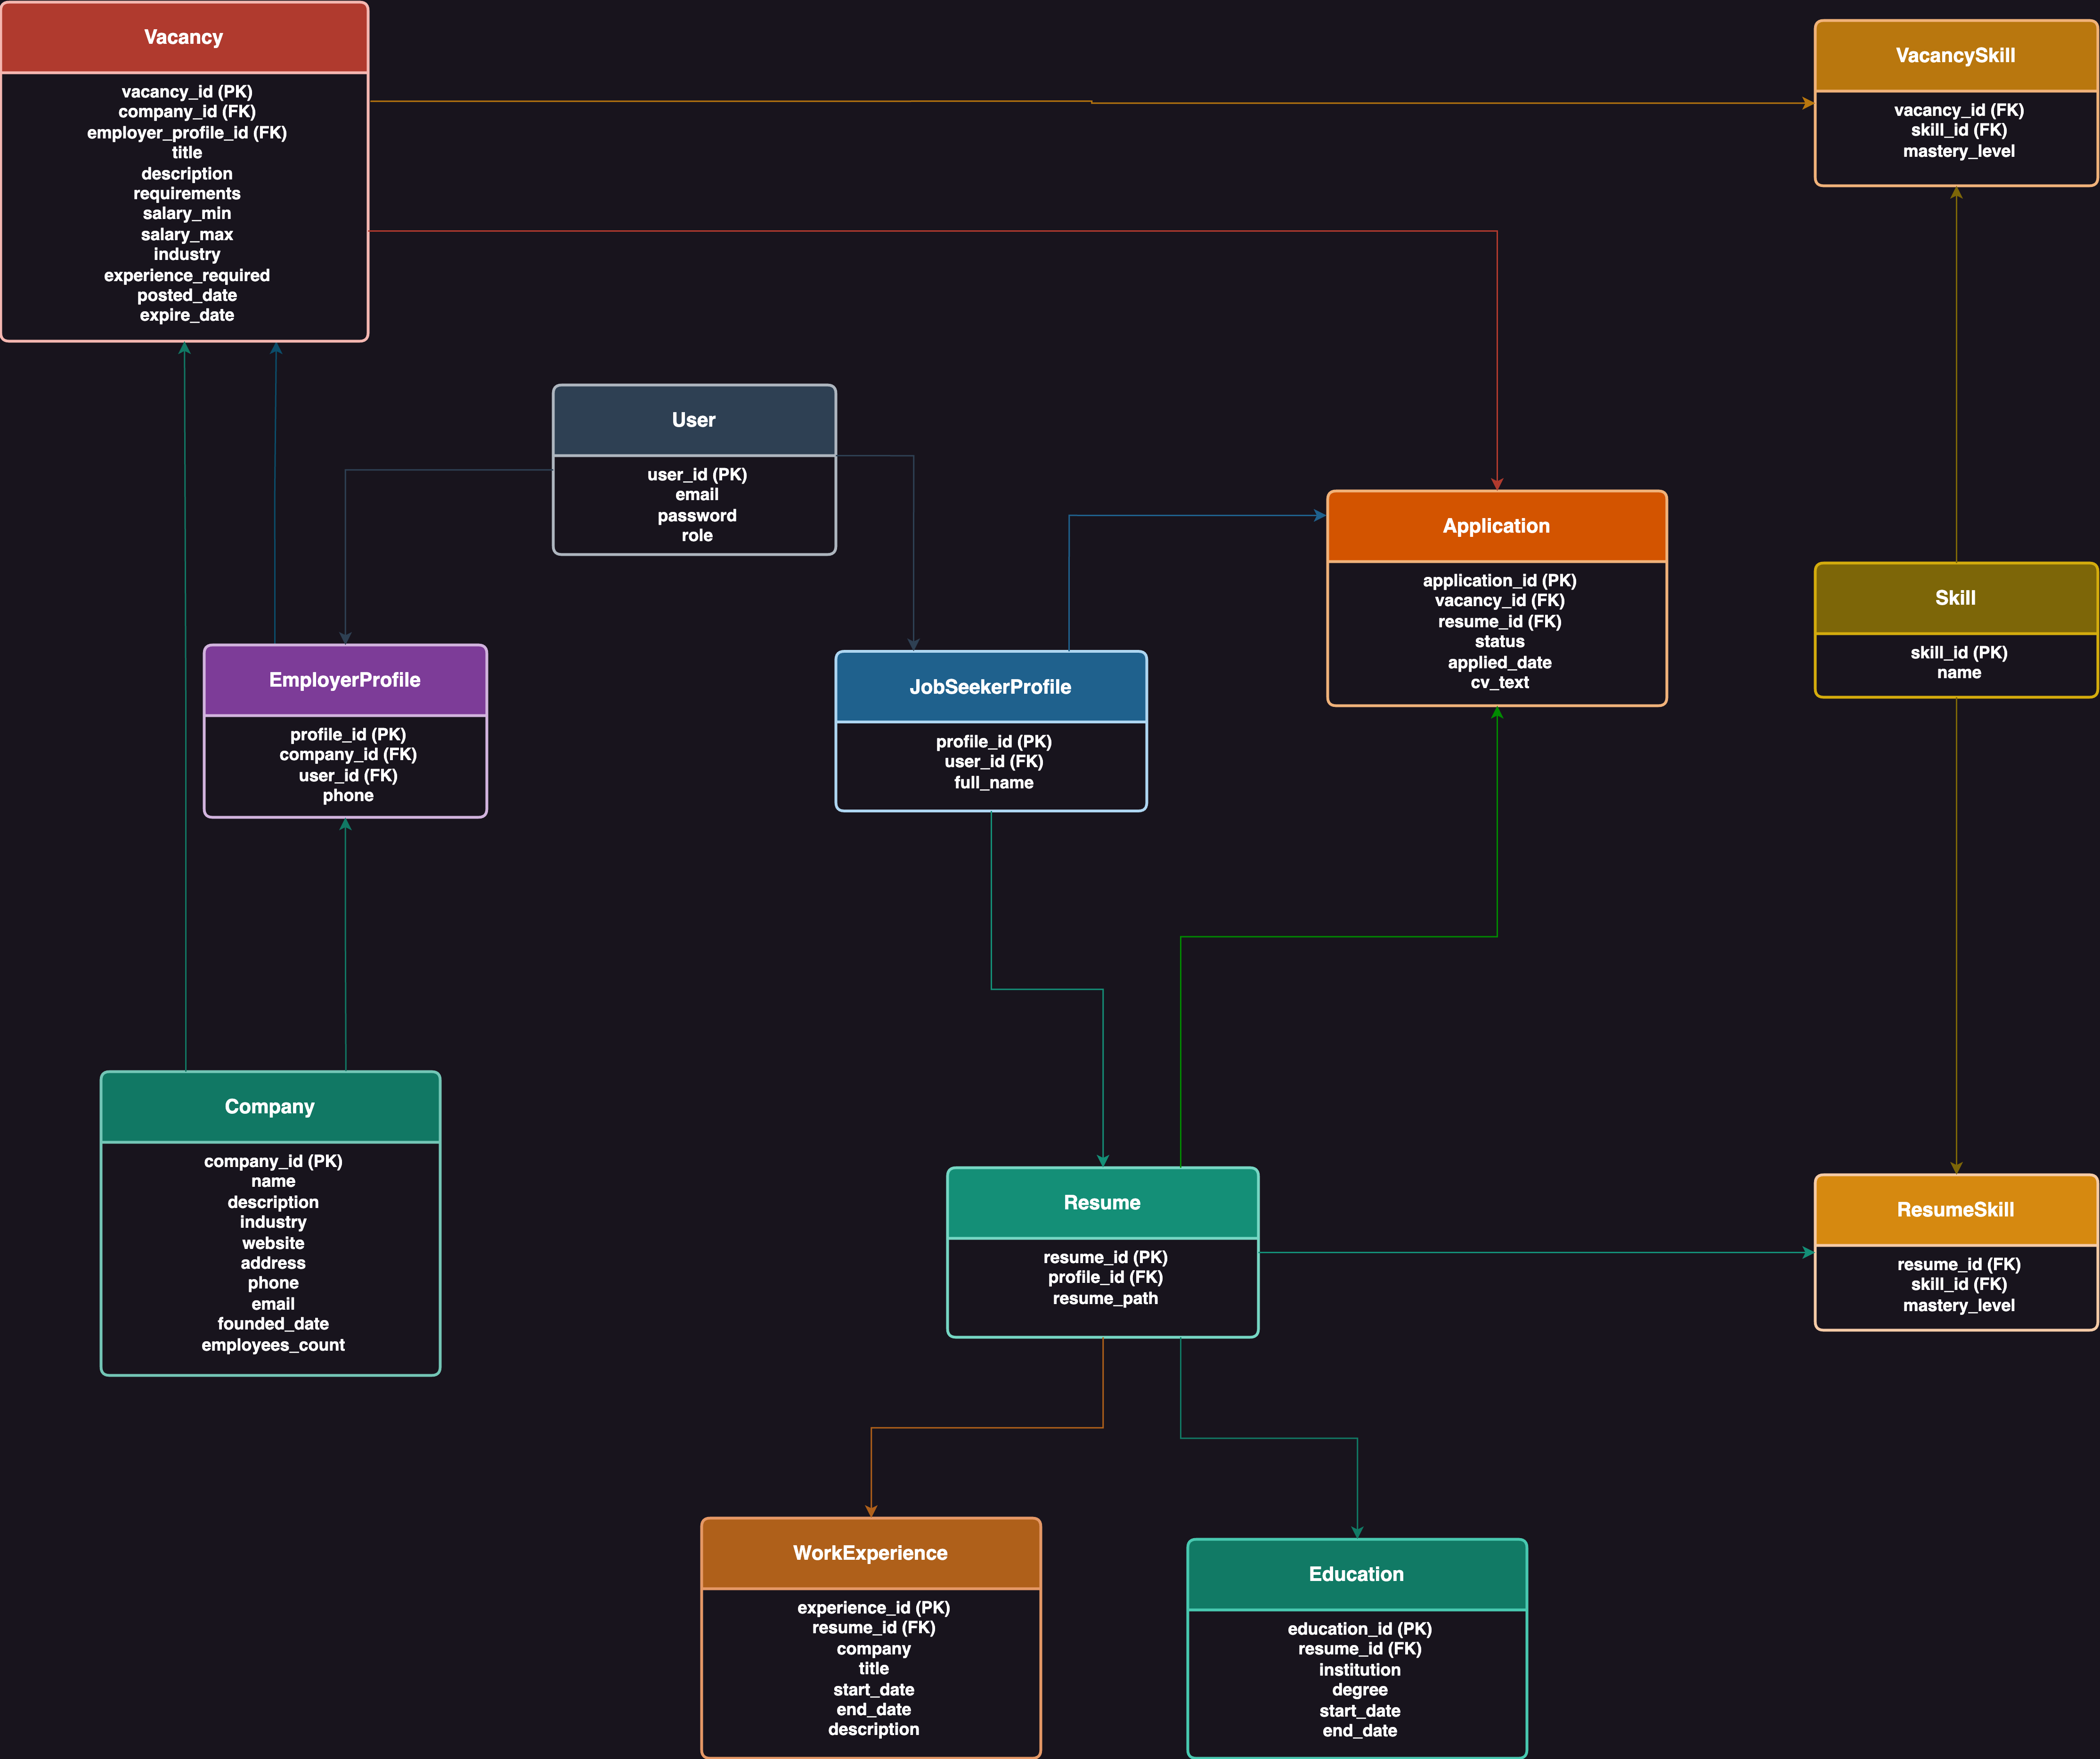 Vacancy
vacancy_id (PK)
company_id (FK)
employer_profile_id (FK)
title
description
requirements
salary_min
salary_max
industry
experience_required
posted_date
expire_date
VacancySkill
vacancy_id (FK)
skill_id (FK)
mastery_level
User
user_id (PK)
email
password
role
Application
application_id (PK)
vacancy_id (FK)
resume_id (FK)
status
applied_date
cv_text
Skill
skill_id (PK)
name
EmployerProfile
profile_id (PK)
company_id (FK)
user_id (FK)
phone
JobSeekerProfile
profile_id (PK)
user_id (FK)
full_name
Company
company_id (PK)
name
description
industry
website
address
phone
email
founded_date
employees_count
Resume
resume_id (PK)
profile_id (FK)
resume_path
ResumeSkill
resume_id (FK)
skill_id (FK)
mastery_level
WorkExperience
experience_id (PK)
resume_id (FK)
company
title
start_date
end_date
description
Education
education_id (PK)
resume_id (FK)
institution
degree
start_date
end_date